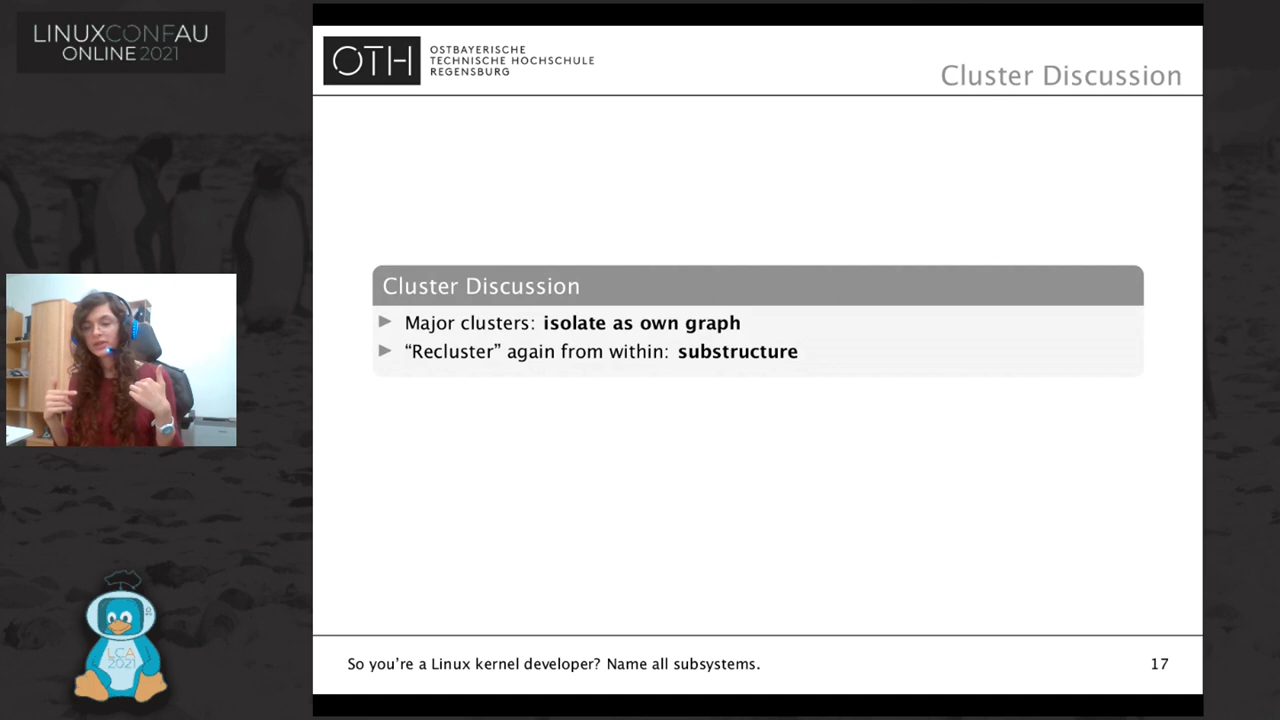 LINUXCONFAU
ONLINE 2021
OTH
OSTBAYERISCHE
TECHNISCHE HOCHSCHULE
REGENSBURG
Cluster Discussion
Cluster Discussion
Major clusters: isolate as own graph
“Recluster” again from within: substructure
LCA
2021
So you’re a Linux kernel developer? Name all subsystems.
17